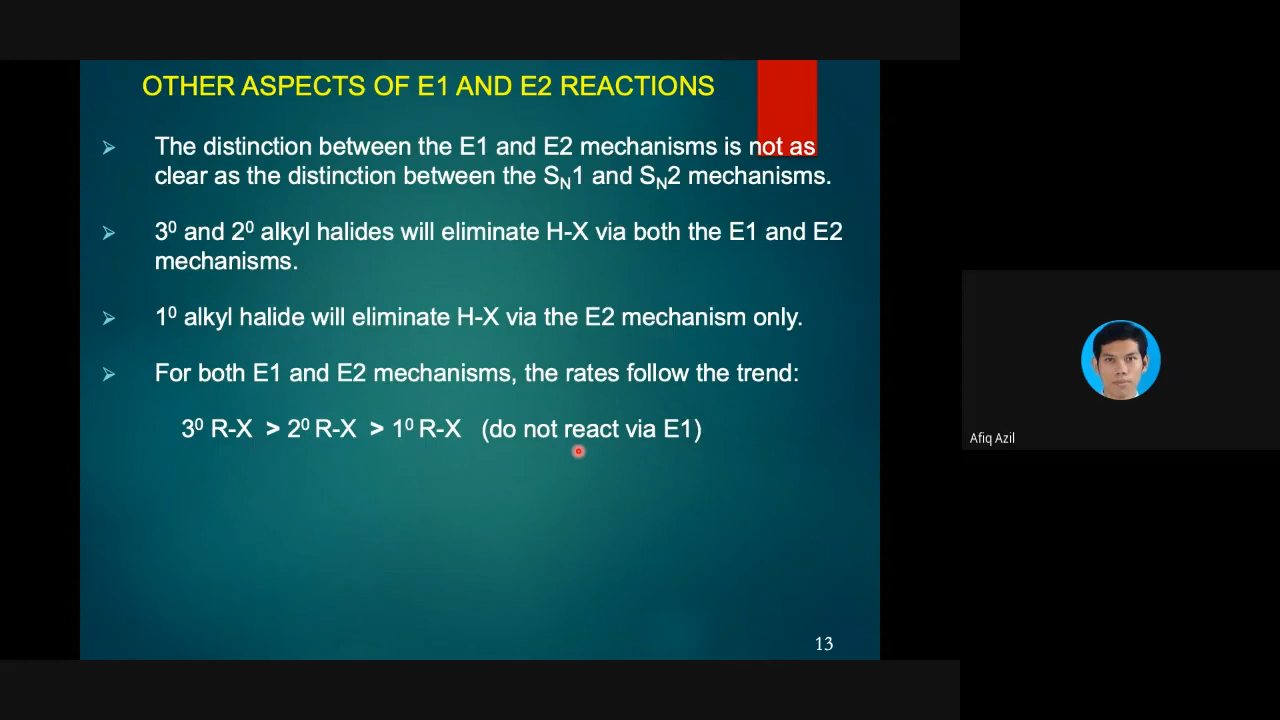 OTHER ASPECTS OF E1 AND E2 REACTIONS
➢ The distinction between the E1 and E2 mechanisms is not as
clear as the distinction between the SN1 and SN2 mechanisms.
➢ 3⁰ and 2⁰ alkyl halides will eliminate H-X via both the E1 and E2
mechanisms.
➢ 1⁰ alkyl halide will eliminate H-X via the E2 mechanism only.
➢ For both E1 and E2 mechanisms, the rates follow the trend:
3⁰ R-X > 2⁰ R-X > 1⁰ R-X (do not react via E1)
13
Afiq Azil